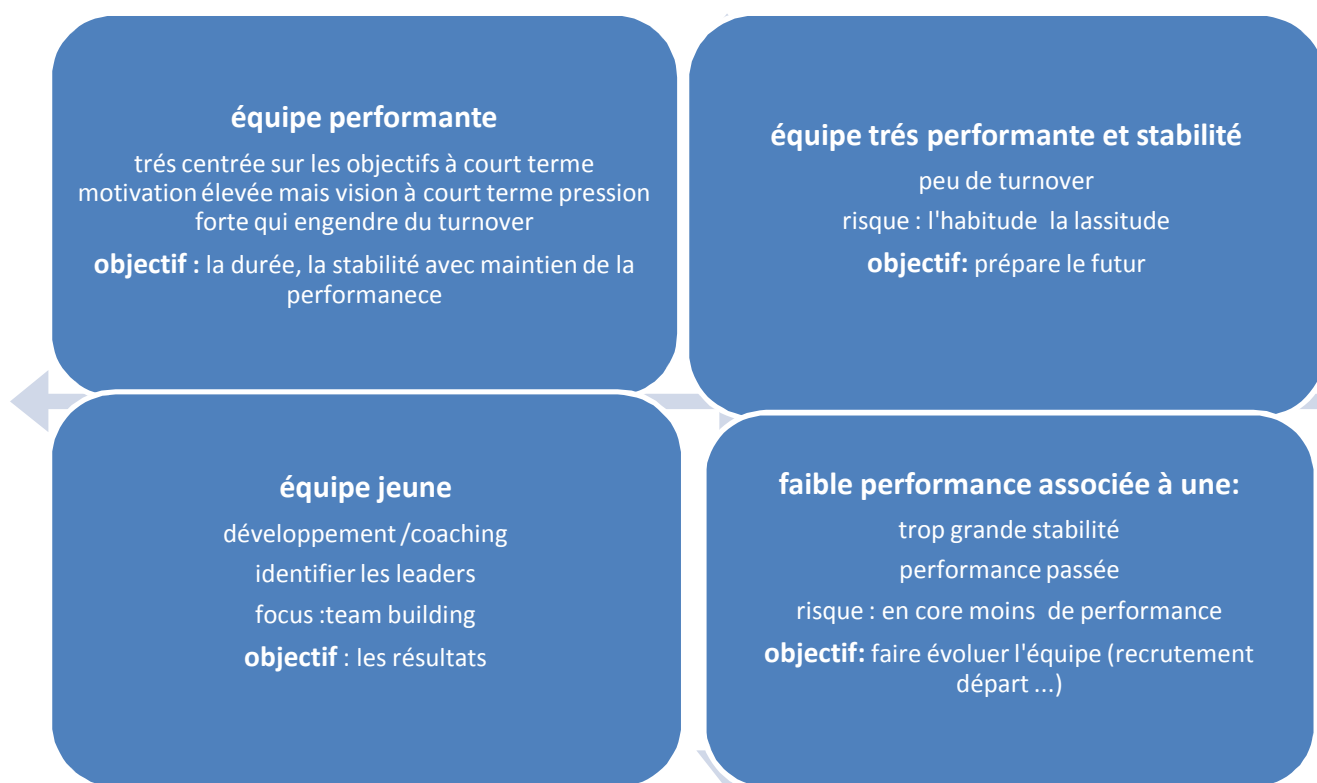 équipe performante
trés centrée sur les objectifs à court terme
motivation élevée mais vision à court terme pression
forte qui engendre du turnover
objectif : la durée, la stabilité avec maintien de la
performanece
équipe trés performante et stabilité
peu de turnover
risque : l'habitude la lassitude
objectif: prépare le futur
équipe jeune
développement /coaching
identifier les leaders
focus :team building
objectif : les résultats
faible performance associée à une:
trop grande stabilité
performance passée
risque : en core moins de performance
objectif: faire évoluer l'équipe (recrutement
départ ...)